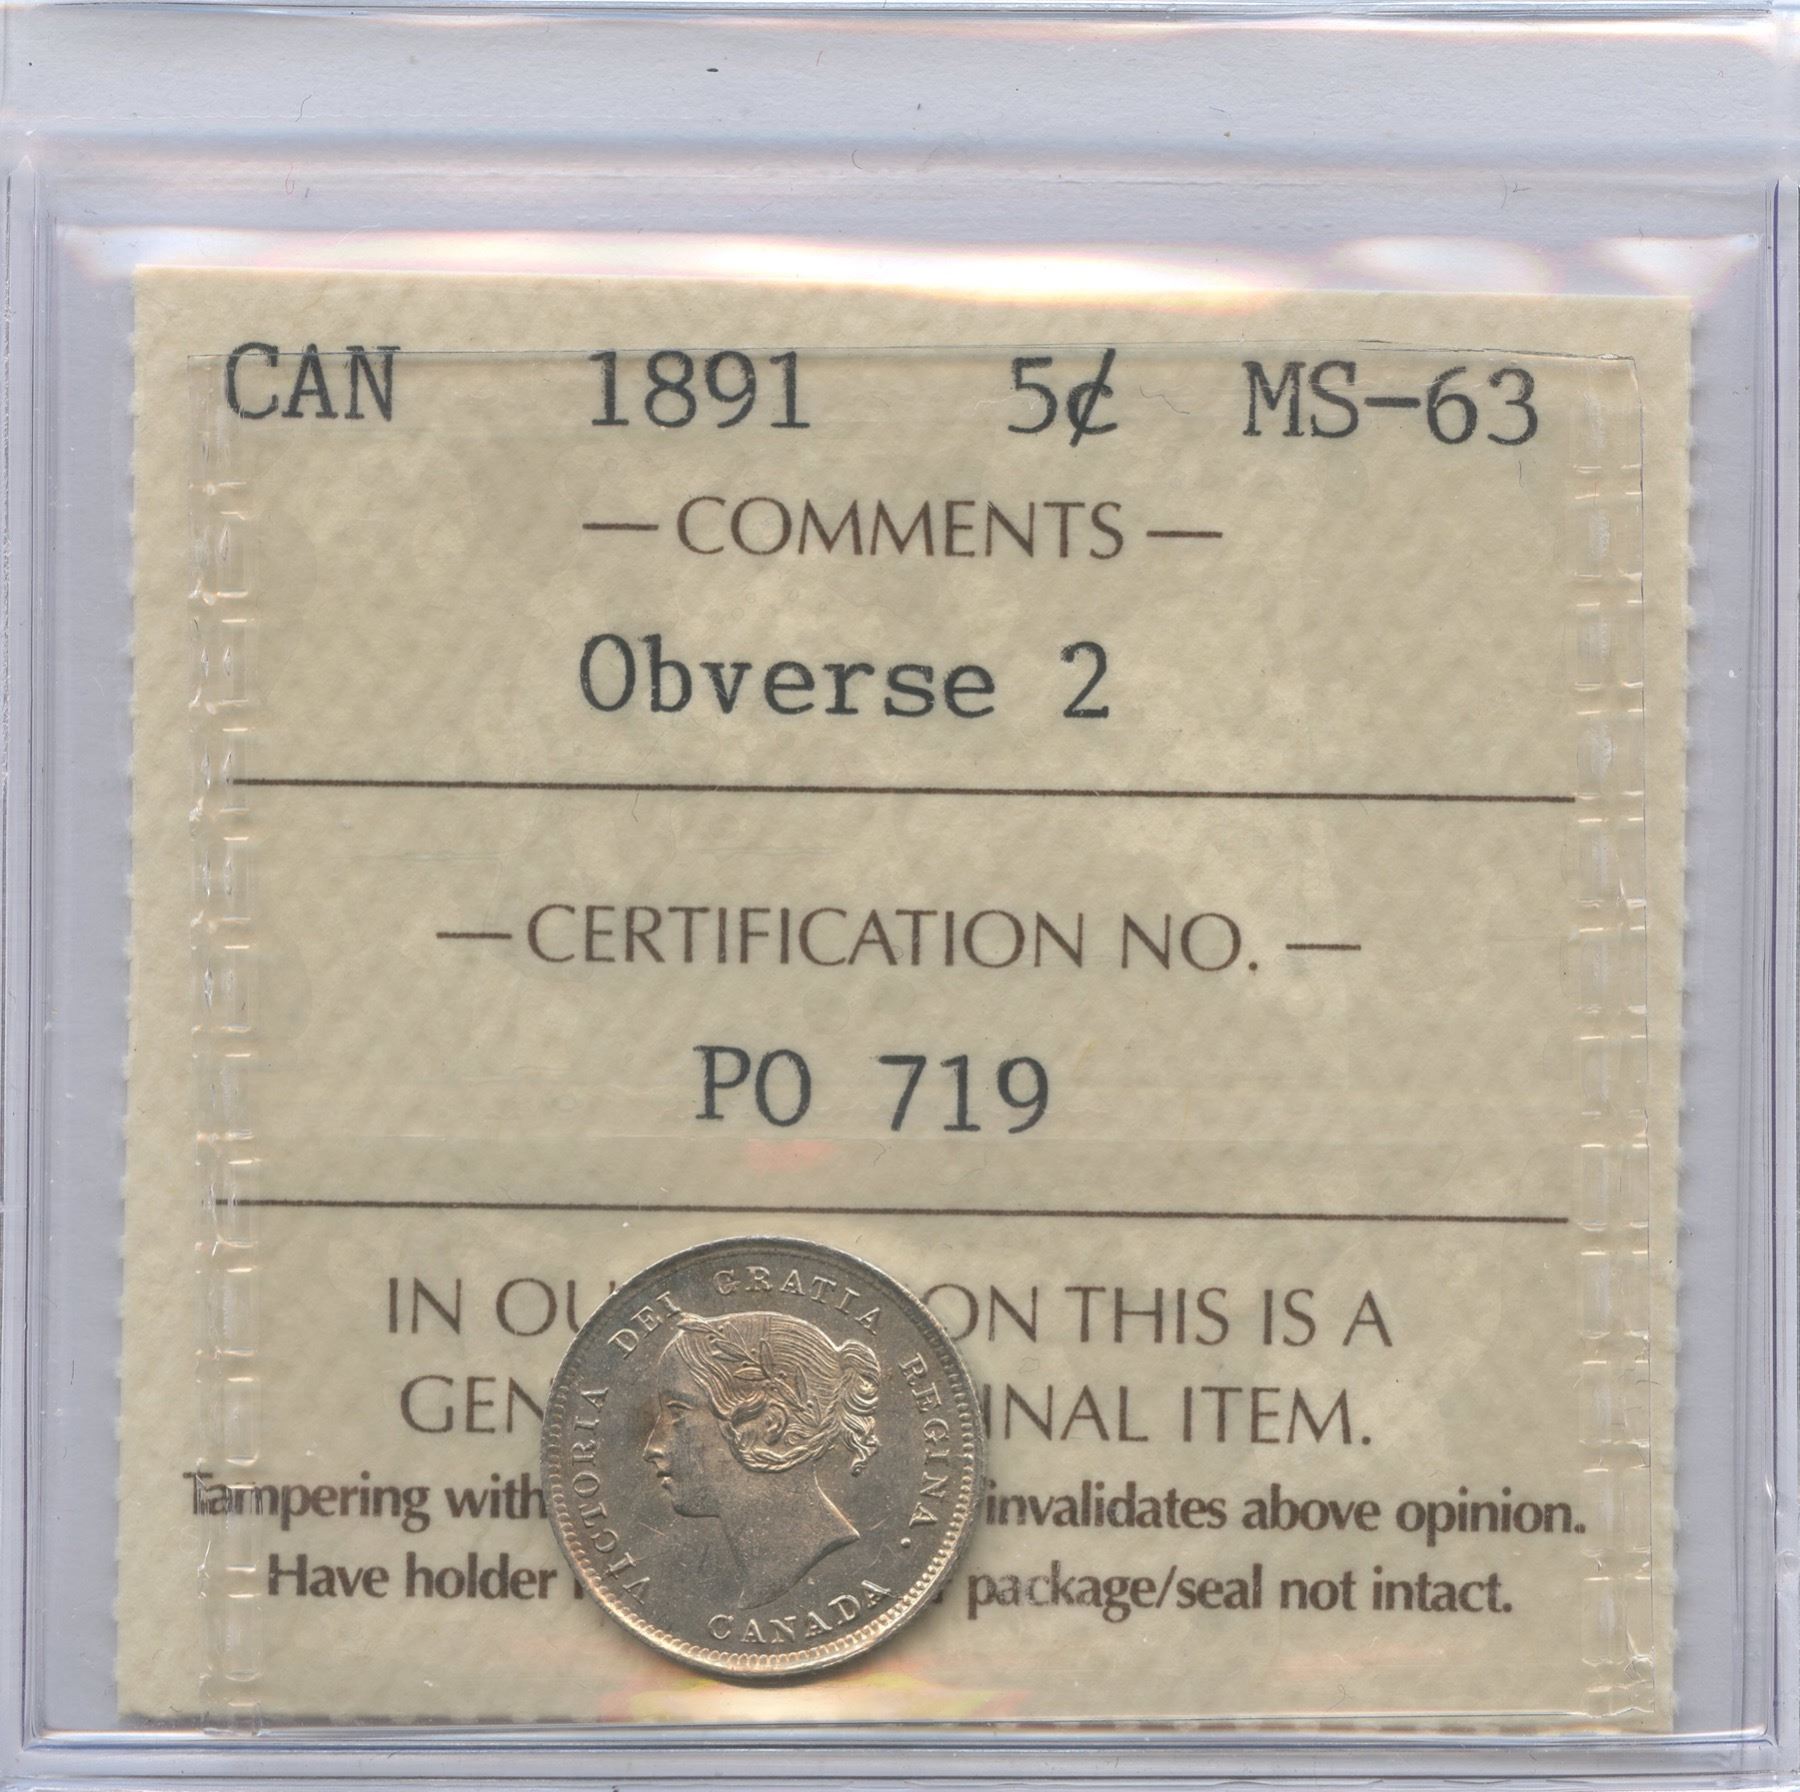 CAN 1891 5¢ MS-63
— COMMENTS —
Obverse 2
— CERTIFICATION NO. —
PO 719
IN OU ON THIS IS A
GEN INAL ITEM.
Tampering with invalidates above opinion.
Have holder package/seal not intact.
VICTORIA DEI GRATIA REGINA.
CANADA